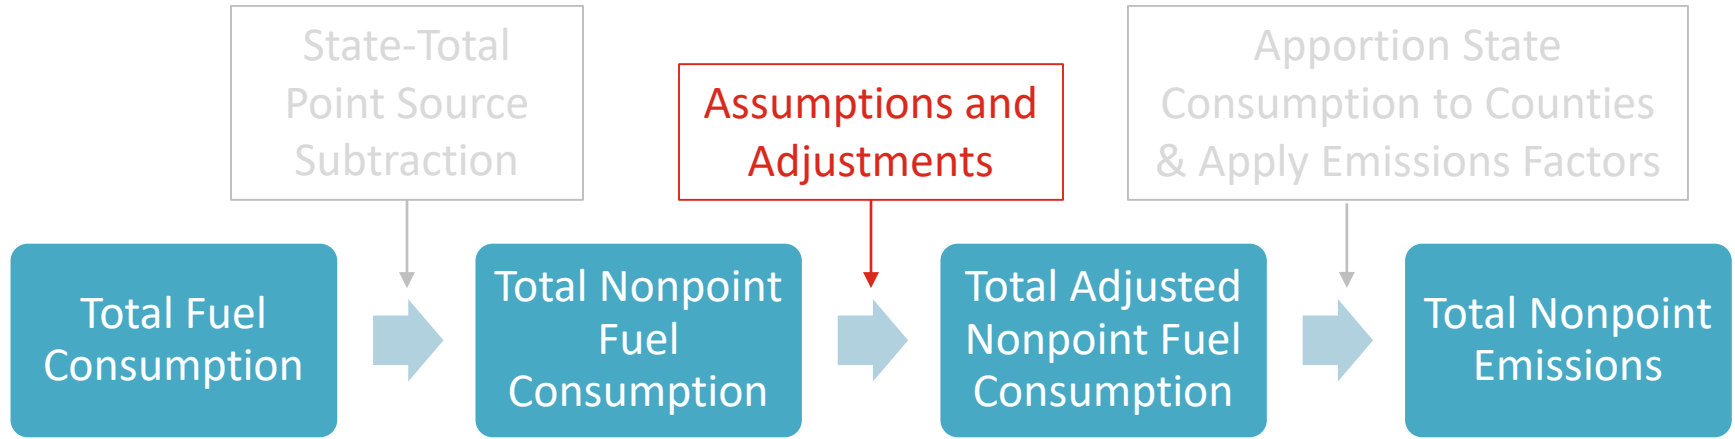 State-Total
Point Source
Subtraction
Assumptions and
Adjustments
Apportion State
Consumption to Counties
& Apply Emissions Factors
Total Fuel
Consumption
Total Nonpoint
Fuel
Consumption
Total Adjusted
Nonpoint Fuel
Consumption
Total Nonpoint
Emissions